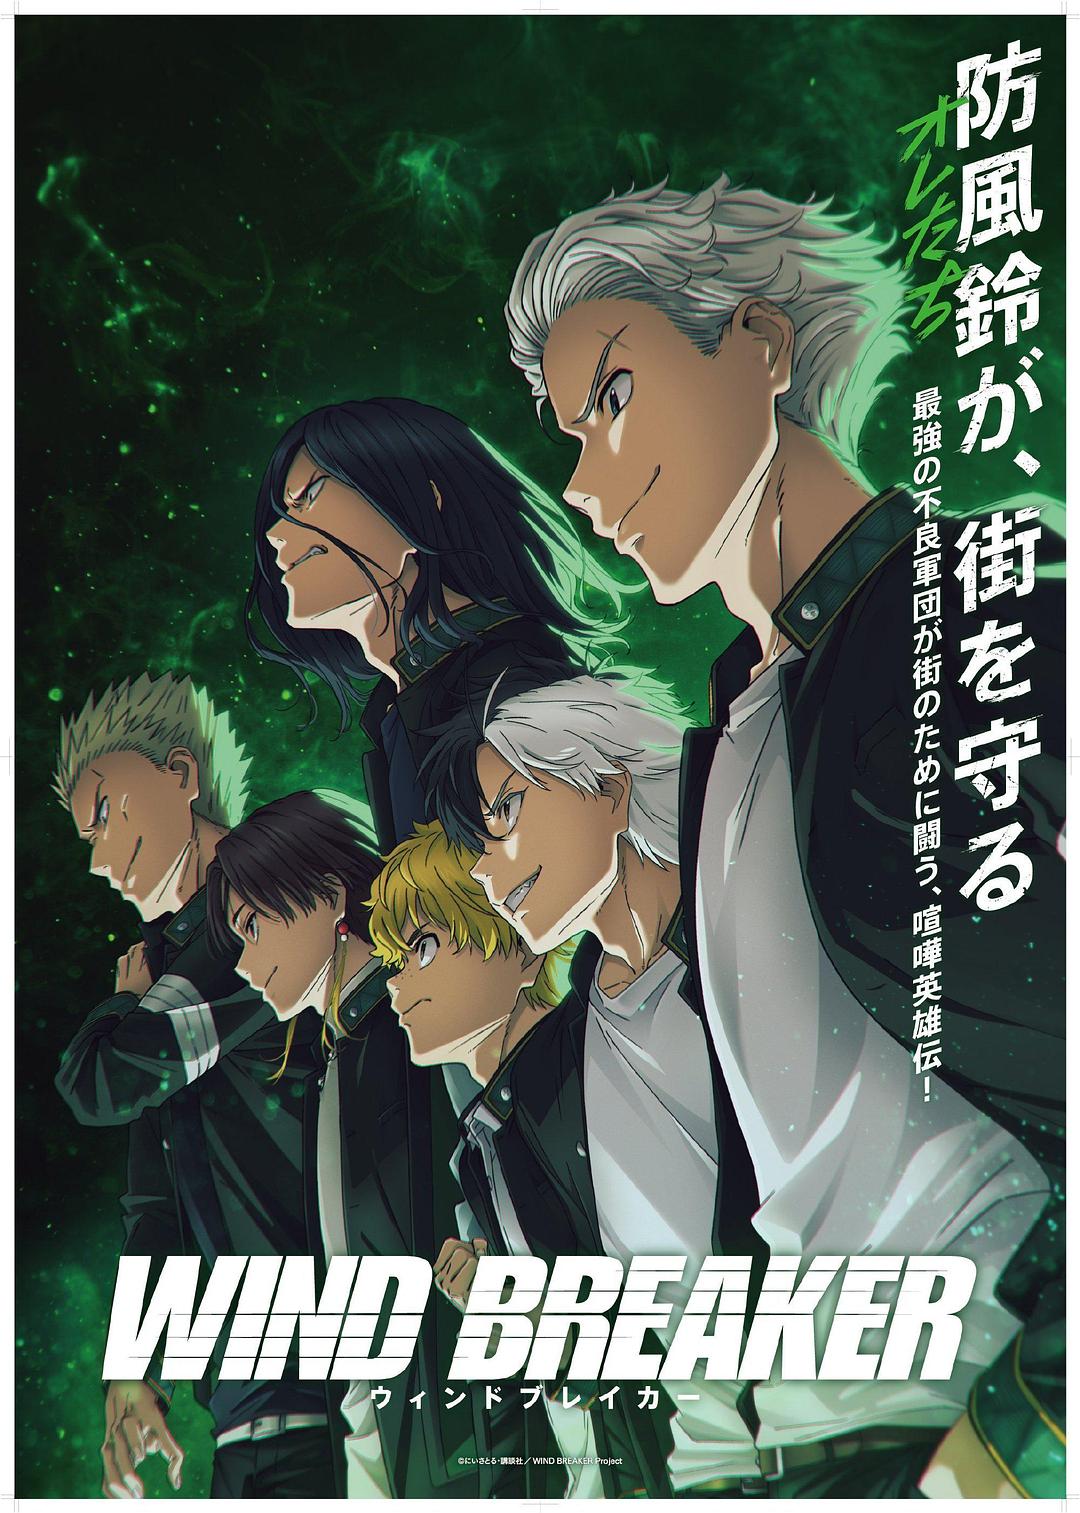 防風鈴が、街を守る
オレたち
最強の不良軍団が街のために闘う、喧嘩英雄伝！
WIND BREAKER
ウィンドブレイカー
©にいさとる・講談社／WIND BREAKER Project